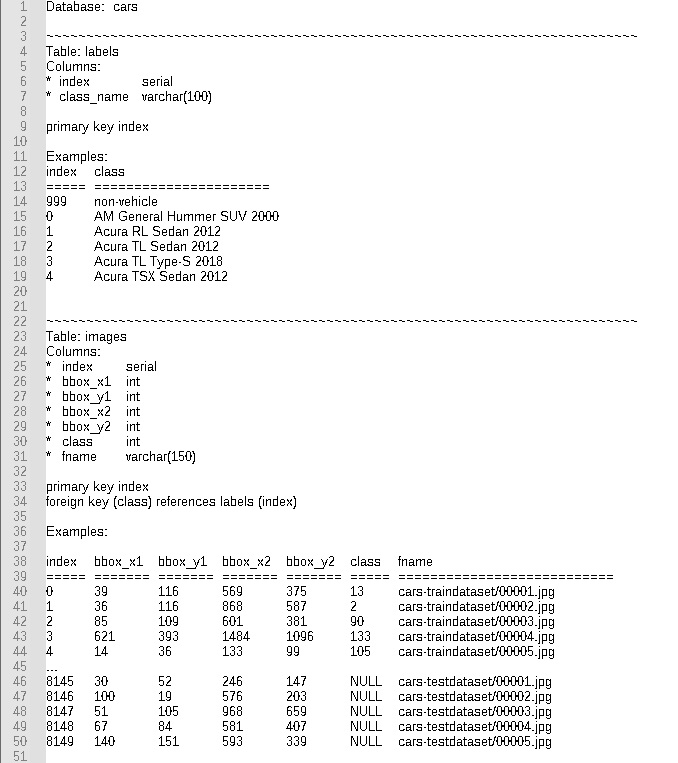 1 Database:  cars
2
3 ~~~~~~~~~~~~~~~~~~~~~~~~~~~~~~~~~~~~~~~~~~~~~~~~~~~~~~~~~~~~~~~~~~~~~~~~~~
4 Table: labels
5 Columns:
6 *  index  serial
7 *  class_name  varchar(100)
8
9 primary key index
10
11 Examples:
12 index  class
13 =====  ======================
14 999  non-vehicle
15 0  AM General Hummer SUV 2000
16 1  Acura RL Sedan 2012
17 2  Acura TL Sedan 2012
18 3  Acura TL Type-S 2018
19 4  Acura TSX Sedan 2012
20
21
22 ~~~~~~~~~~~~~~~~~~~~~~~~~~~~~~~~~~~~~~~~~~~~~~~~~~~~~~~~~~~~~~~~~~~~~~~~~~
23 Table: images
24 Columns:
25 *  index  serial
26 *  bbox_x1  int
27 *  bbox_y1  int
28 *  bbox_x2  int
29 *  bbox_y2  int
30 *  class  int
31 *  fname  varchar(150)
32
33 primary key index
34 foreign key (class) references labels (index)
35
36 Examples:
37
38 index  bbox_x1  bbox_y1  bbox_x2  bbox_y2  class  fname
39 =====  =======  =======  =======  =======  =====  ===========================
40 0  39  116  569  375  13  cars-traindataset/00001.jpg
41 1  36  116  868  587  2  cars-traindataset/00002.jpg
42 2  85  109  601  381  90  cars-traindataset/00003.jpg
43 3  621  393  1484  1096  133  cars-traindataset/00004.jpg
44 4  14  36  133  99  105  cars-traindataset/00005.jpg
45 ...
46 8145  30  52  246  147  NULL  cars-testdataset/00001.jpg
47 8146  100  19  576  203  NULL  cars-testdataset/00002.jpg
48 8147  51  105  968  659  NULL  cars-testdataset/00003.jpg
49 8148  67  84  581  407  NULL  cars-testdataset/00004.jpg
50 8149  140  151  593  339  NULL  cars-testdataset/00005.jpg
51